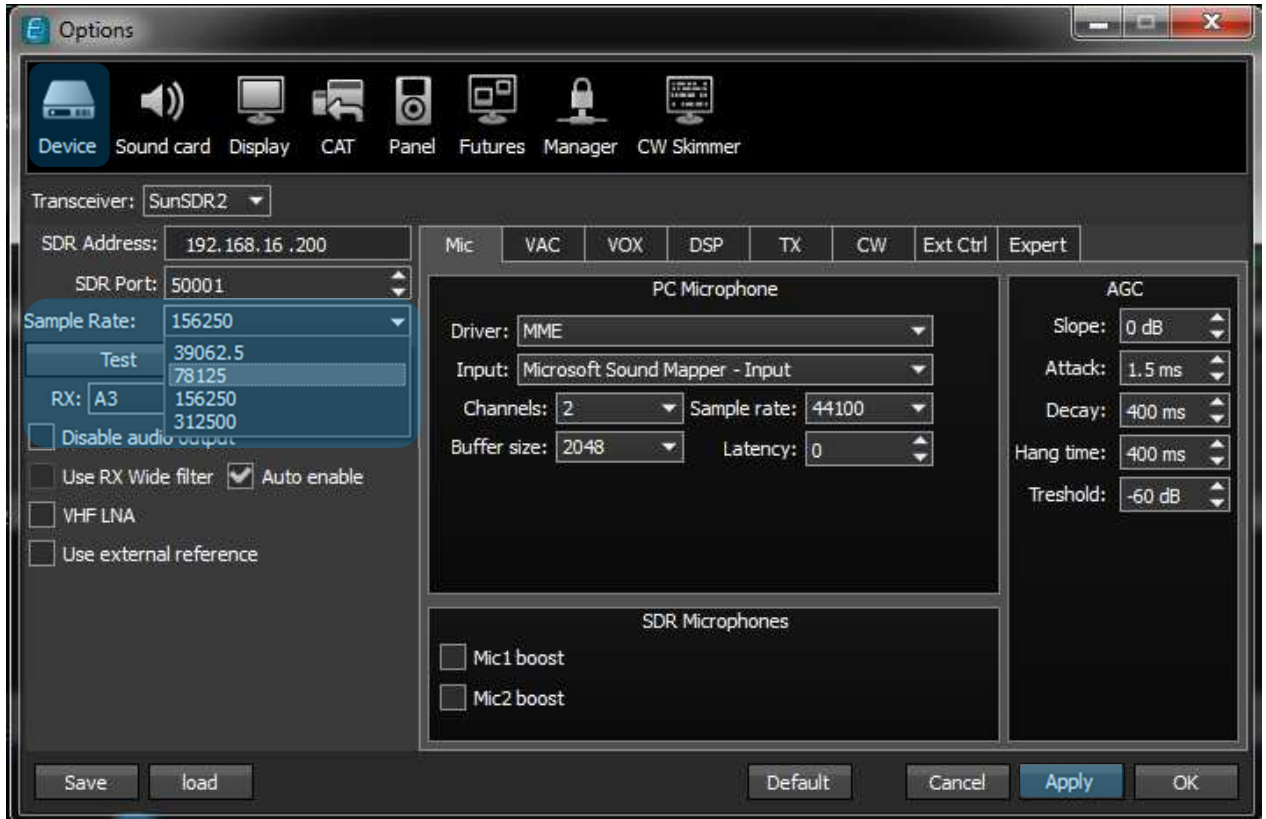 Options
Device Sound card Display CAT Panel Futures Manager CW Skimmer
Transceiver: SunSDR2
SDR Address: 192.168.16 .200
SDR Port: 50001
Sample Rate: 156250
39062.5
78125
156250
312500
Test
RX: A3
Disable audio output
Use RX Wide filter Auto enable
VHF LNA
Use external reference
Mic VAC VOX DSP TX CW Ext Ctrl Expert
PC Microphone
Driver: MME
Input: Microsoft Sound Mapper - Input
Channels: 2 Sample rate: 44100
Buffer size: 2048 Latency: 0
SDR Microphones
Mic1 boost
Mic2 boost
AGC
Slope: 0 dB
Attack: 1.5 ms
Decay: 400 ms
Hang time: 400 ms
Treshold: -60 dB
Save load Default Cancel Apply OK